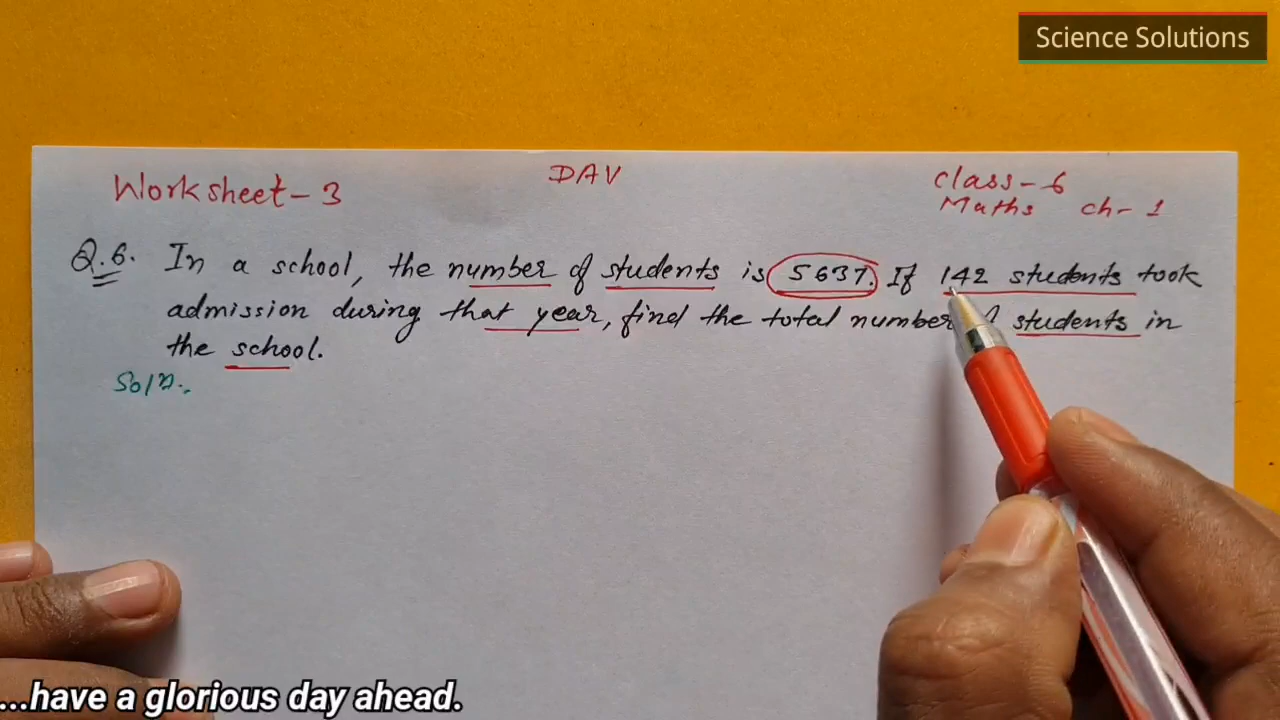 Science Solutions
Worksheet-3 DAV Class-6
Maths ch-1
Q.6. In a school, the number of students is 5637. If 142 students took
admission during that year, find the total number of students in
the school.
Soln:
...have a glorious day ahead.